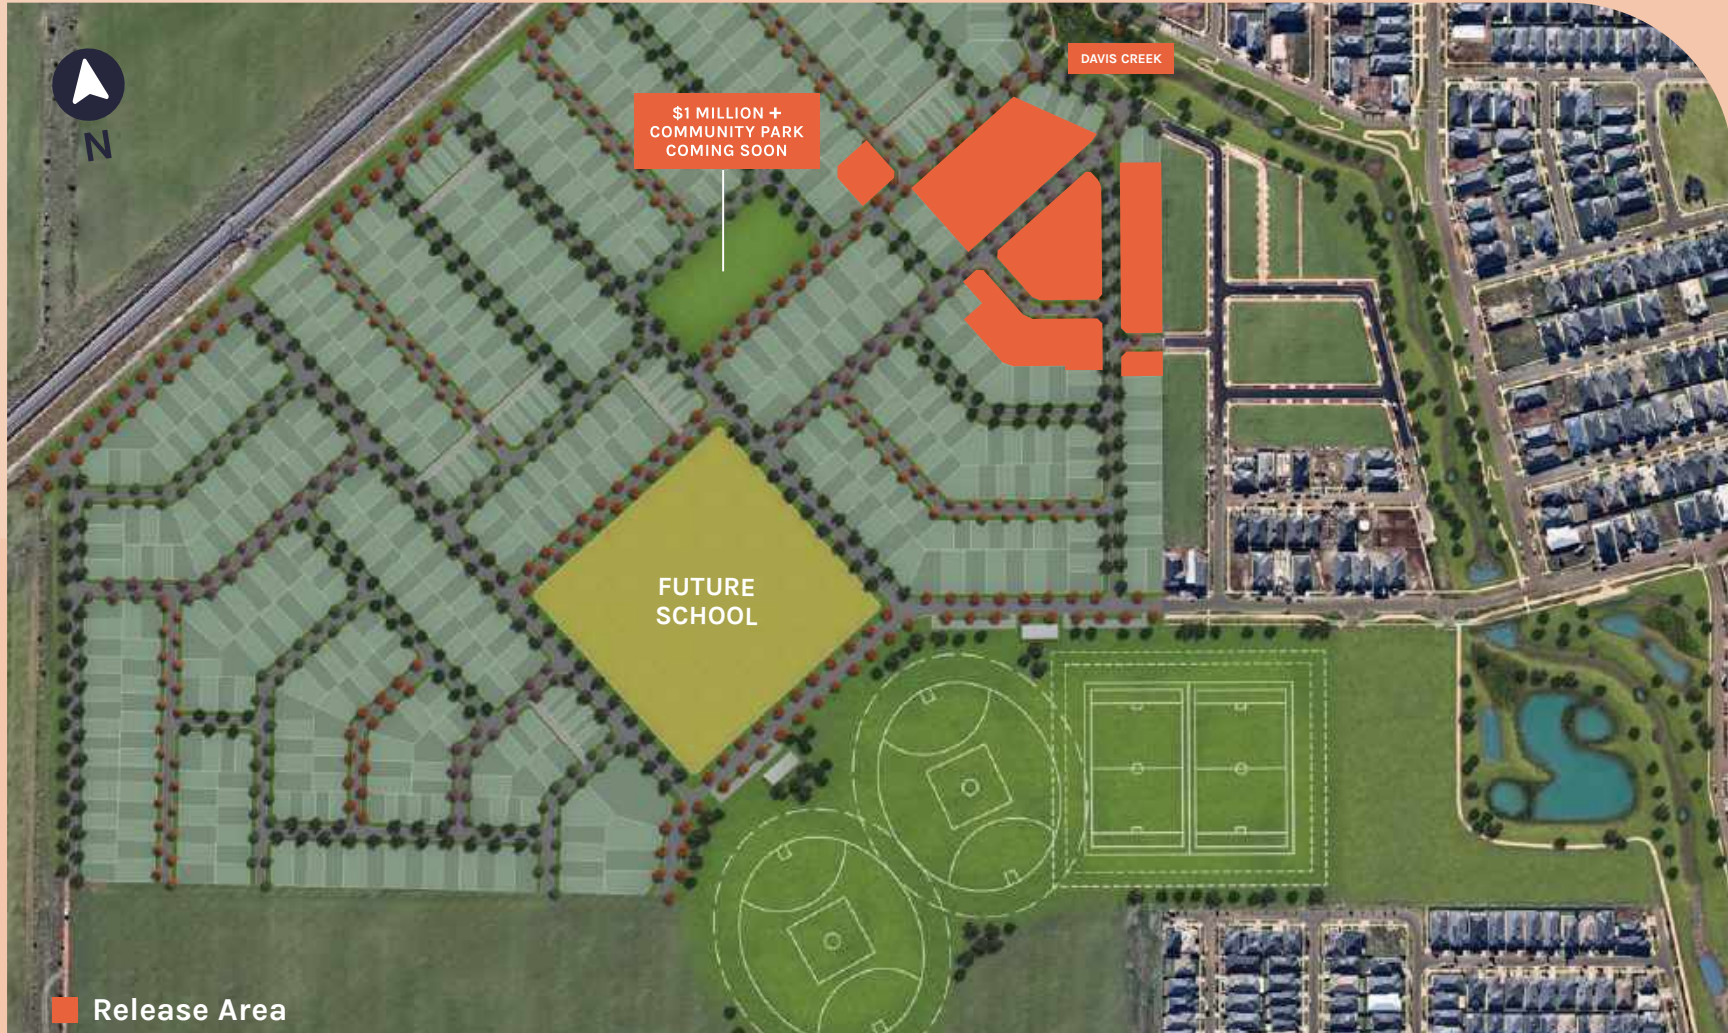 DAVIS CREEK
$1 MILLION +
COMMUNITY PARK
COMING SOON
N
FUTURE
SCHOOL
Release Area